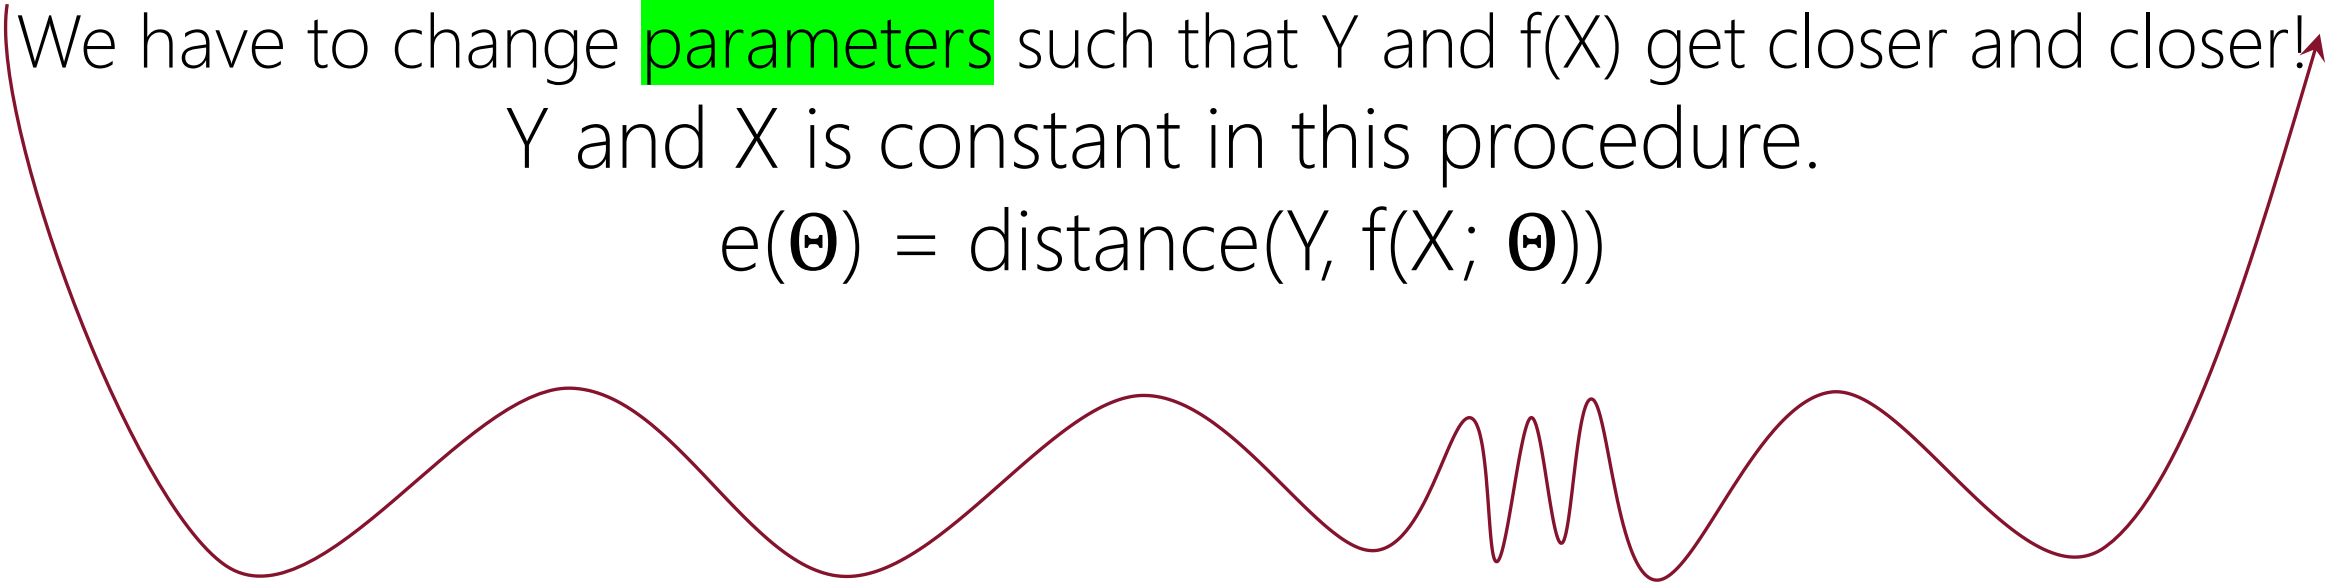 We have to change parameters such that Y and f(X) get closer and closer!
Y and X is constant in this procedure.
e(Θ) = distance(Y, f(X; Θ))